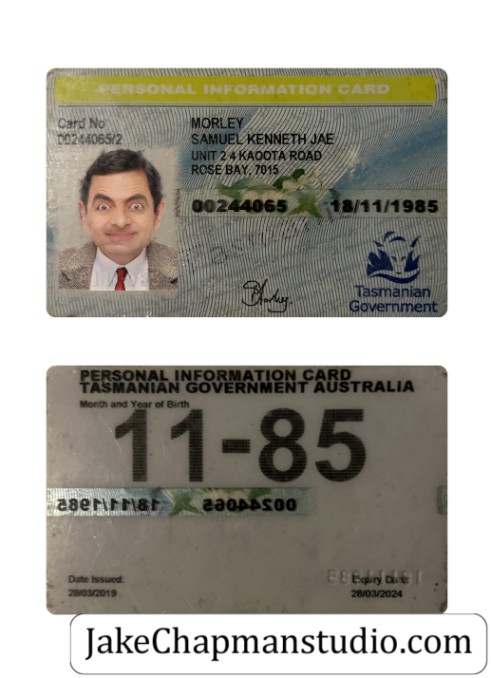 PERSONAL INFORMATION CARD
Card No
00244065/2
MORLEY
SAMUEL KENNETH JAE
UNIT 2 4 KAOOTA ROAD
ROSE BAY, 7015
00244065 18/11/1985
Tasmanian
Government
PERSONAL INFORMATION CARD
TASMANIAN GOVERNMENT AUSTRALIA
Month and Year of Birth
11-85
18/11/1985 00244065
Date Issued:
28/03/2019
Expiry Date:
28/03/2024
JakeChapmanstudio.com